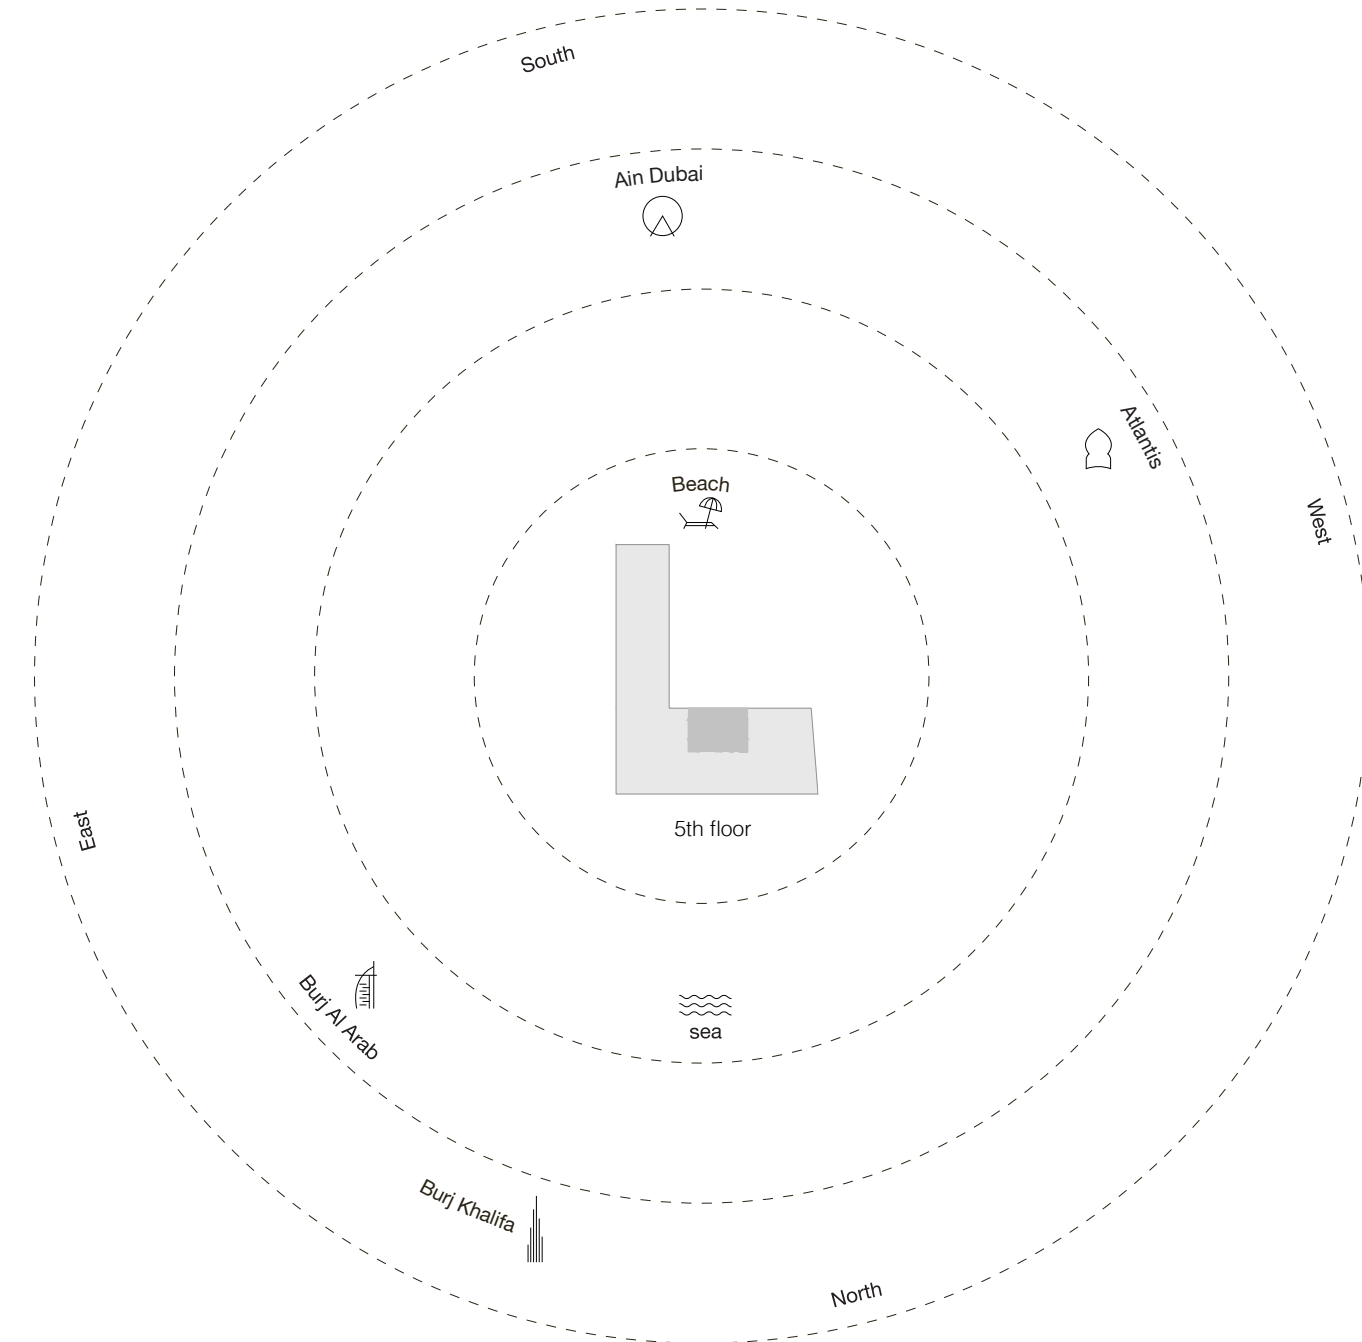 South
Ain Dubai
Atlantis
Beach
West
East
5th floor
Burj Al Arab
sea
Burj Khalifa
North